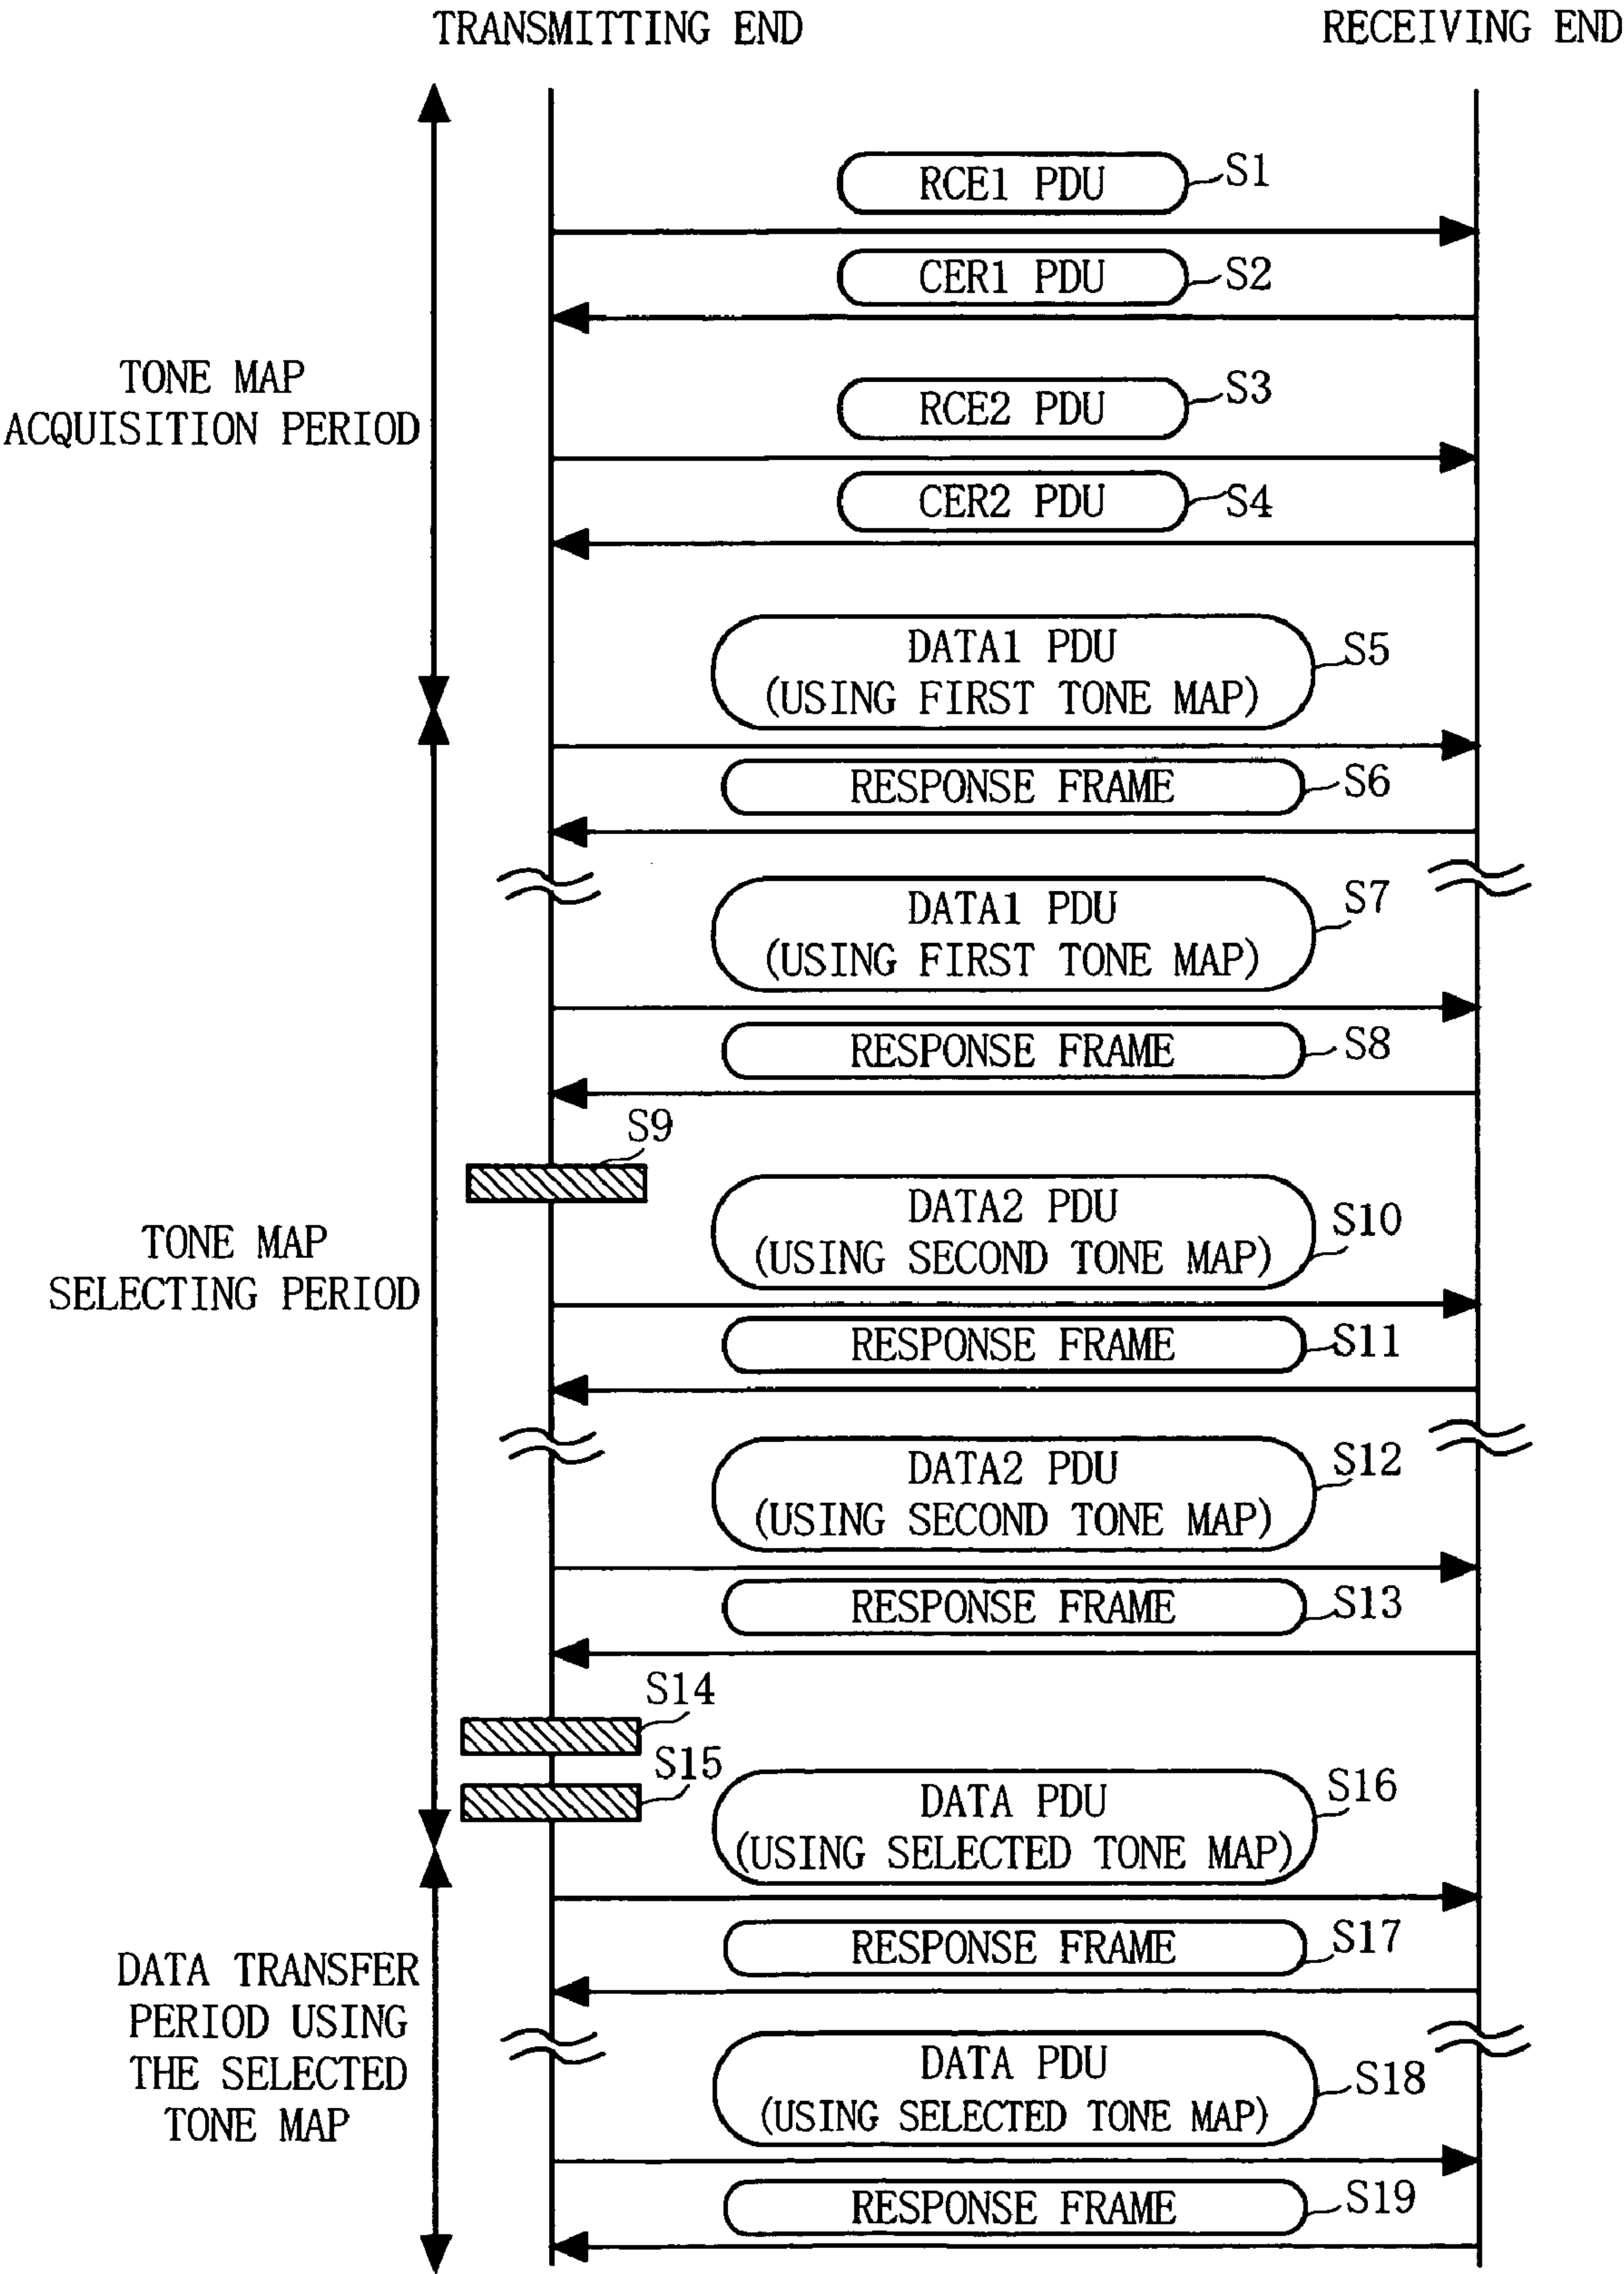 TRANSMITTING END
RECEIVING END
RCE1 PDU
S1
CER1 PDU
S2
TONE MAP
ACQUISITION PERIOD
RCE2 PDU
S3
CER2 PDU
S4
DATA1 PDU
(USING FIRST TONE MAP)
S5
RESPONSE FRAME
S6
DATA1 PDU
(USING FIRST TONE MAP)
S7
RESPONSE FRAME
S8
S9
TONE MAP
SELECTING PERIOD
DATA2 PDU
(USING SECOND TONE MAP)
S10
RESPONSE FRAME
S11
DATA2 PDU
(USING SECOND TONE MAP)
S12
RESPONSE FRAME
S13
S14
S15
DATA PDU
(USING SELECTED TONE MAP)
S16
RESPONSE FRAME
S17
DATA TRANSFER
PERIOD USING
THE SELECTED
TONE MAP
DATA PDU
(USING SELECTED TONE MAP)
S18
RESPONSE FRAME
S19